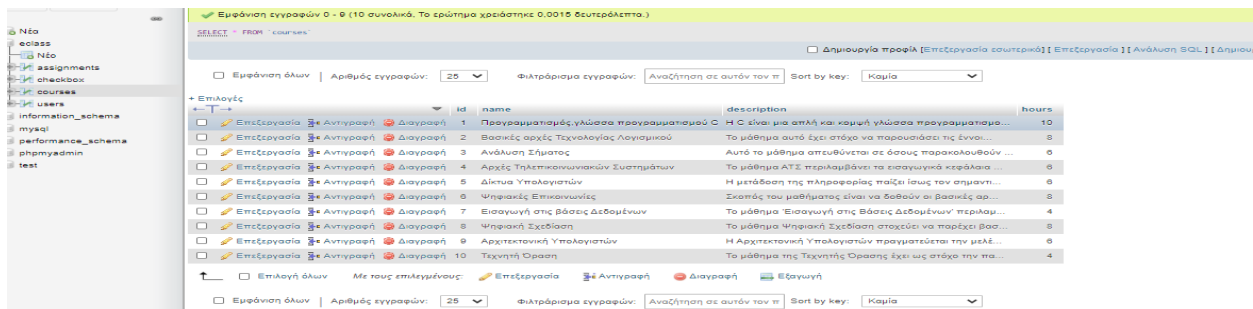 Νέα
eclass
Νέο
assignments
checkbox
courses
users
information_schema
mysql
performance_schema
phpmyadmin
test
Εμφάνιση εγγραφών 0 - 9 (10 συνολικά, Το ερώτημα χρειάστηκε 0,0015 δευτερόλεπτα.)
SELECT * FROM `courses`
Δημιουργία προφίλ [Επεξεργασία εσωτερικά] [ Επεξεργασία ] [ Ανάλυση SQL ] [ Δημιου
Εμφάνιση όλων | Αριθμός εγγραφών: 25 Φιλτράρισμα εγγραφών: Αναζήτηση σε αυτόν τον π Sort by key: Καμία
+ Επιλογές
←T→ id name description hours
Επεξεργασία Αντιγραφή Διαγραφή 1 Προγραμματισμός,γλώσσα προγραμματισμού C Η C είναι μια απλή και κομψή γλώσσα προγραμματισμο... 10
Επεξεργασία Αντιγραφή Διαγραφή 2 Βασικές αρχές Τεχνολογίας Λογισμικού Το μάθημα αυτό έχει στόχο να παρουσιάσει τις έννοι... 8
Επεξεργασία Αντιγραφή Διαγραφή 3 Ανάλυση Σήματος Αυτό το μάθημα απευθύνεται σε όσους παρακολουθούν ... 6
Επεξεργασία Αντιγραφή Διαγραφή 4 Αρχές Τηλεπικοινωνιακών Συστημάτων Το μάθημα ΑΤΣ περιλαμβάνει τα εισαγωγικά κεφάλαια ... 6
Επεξεργασία Αντιγραφή Διαγραφή 5 Δίκτυα Υπολογιστών Η μετάδοση της πληροφορίας παίζει ίσως τον σημαντι... 6
Επεξεργασία Αντιγραφή Διαγραφή 6 Ψηφιακές Επικοινωνίες Σκοπός του μαθήματος είναι να δοθούν οι βασικές αρ... 8
Επεξεργασία Αντιγραφή Διαγραφή 7 Εισαγωγή στις βάσεις Δεδομένων Το μάθημα 'Εισαγωγή στις Βάσεις Δεδομένων' περιλαμ... 4
Επεξεργασία Αντιγραφή Διαγραφή 8 Ψηφιακή Σχεδίαση Το μάθημα Ψηφιακή Σχεδίαση στοχεύει να παρέχει βασ... 8
Επεξεργασία Αντιγραφή Διαγραφή 9 Αρχιτεκτονική Υπολογιστών Η Αρχιτεκτονική Υπολογιστών πραγματεύεται την μελέ... 6
Επεξεργασία Αντιγραφή Διαγραφή 10 Τεχνητή Όραση Το μάθημα της Τεχνητής Όρασης έχει ως στόχο την πα... 4
Επιλογή όλων Με τους επιλεγμένους: Επεξεργασία Αντιγραφή Διαγραφή Εξαγωγή
Εμφάνιση όλων | Αριθμός εγγραφών: 25 Φιλτράρισμα εγγραφών: Αναζήτηση σε αυτόν τον π Sort by key: Καμία